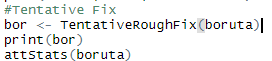 #Tentative Fix
bor <- TentativeRoughFix(boruta)
print(bor)
attStats(boruta)